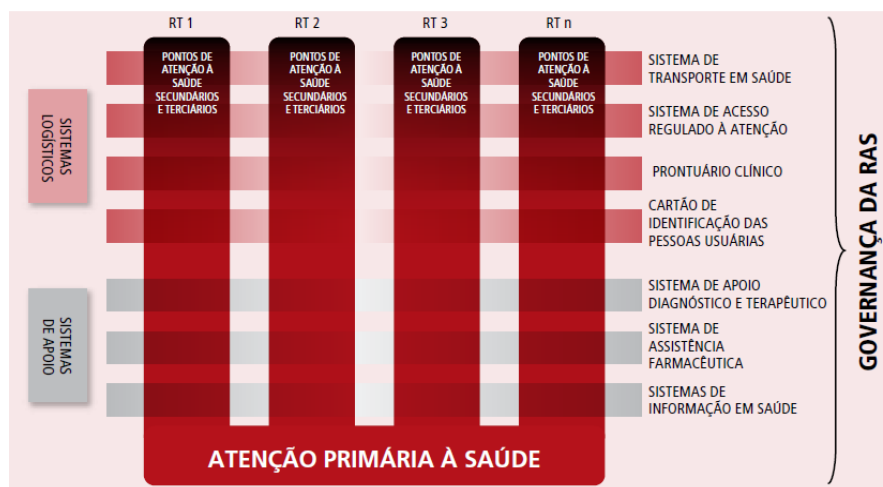 RT 1
RT 2
RT 3
RT n
PONTOS DE
ATENÇÃO À
SAÚDE
SECUNDÁRIOS
E TERCIÁRIOS
PONTOS DE
ATENÇÃO À
SAÚDE
SECUNDÁRIOS
E TERCIÁRIOS
PONTOS DE
ATENÇÃO À
SAÚDE
SECUNDÁRIOS
E TERCIÁRIOS
PONTOS DE
ATENÇÃO À
SAÚDE
SECUNDÁRIOS
E TERCIÁRIOS
SISTEMAS
LOGÍSTICOS
SISTEMA DE
TRANSPORTE EM SAÚDE
SISTEMA DE ACESSO
REGULADO À ATENÇÃO
PRONTUÁRIO CLÍNICO
CARTÃO DE
IDENTIFICAÇÃO DAS
PESSOAS USUÁRIAS
SISTEMAS
DE APOIO
SISTEMA DE APOIO
DIAGNÓSTICO E TERAPÊUTICO
SISTEMA DE
ASSISTÊNCIA
FARMACÊUTICA
SISTEMAS DE
INFORMAÇÃO EM SAÚDE
GOVERNANÇA DA RAS
ATENÇÃO PRIMÁRIA À SAÚDE